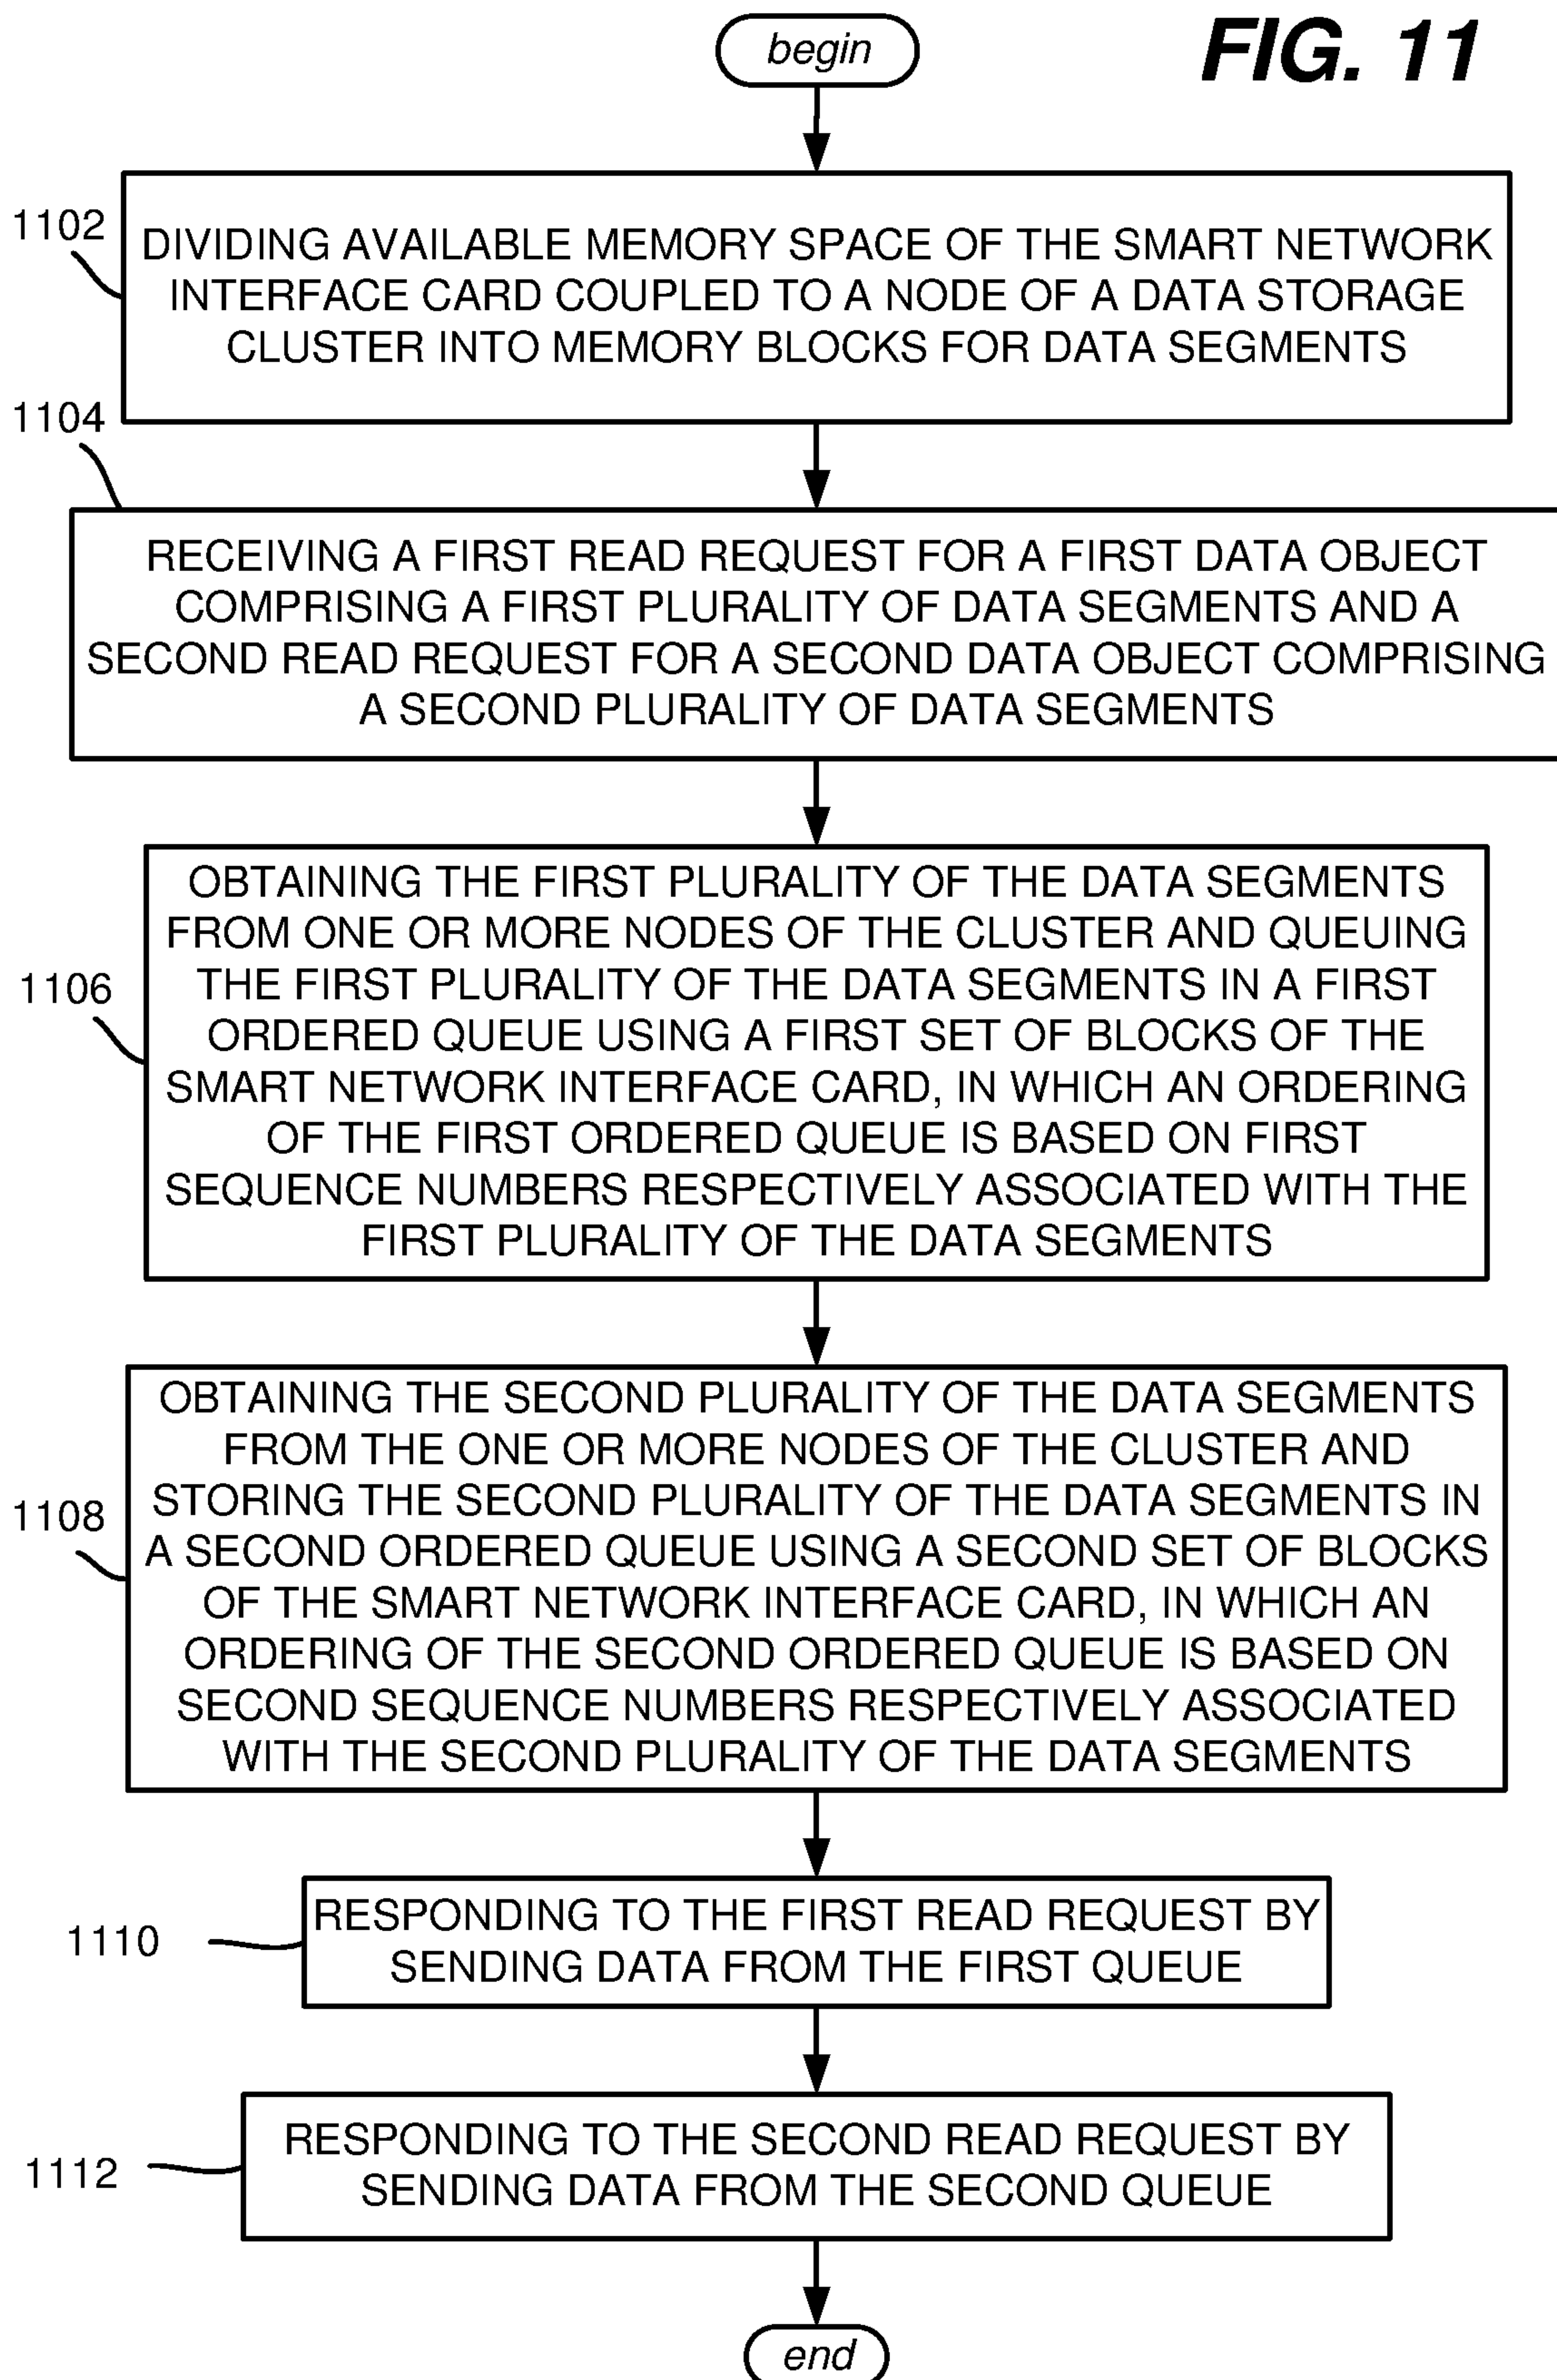 begin
FIG. 11
1102
DIVIDING AVAILABLE MEMORY SPACE OF THE SMART NETWORK
INTERFACE CARD COUPLED TO A NODE OF A DATA STORAGE
CLUSTER INTO MEMORY BLOCKS FOR DATA SEGMENTS
1104
RECEIVING A FIRST READ REQUEST FOR A FIRST DATA OBJECT
COMPRISING A FIRST PLURALITY OF DATA SEGMENTS AND A
SECOND READ REQUEST FOR A SECOND DATA OBJECT COMPRISING
A SECOND PLURALITY OF DATA SEGMENTS
1106
OBTAINING THE FIRST PLURALITY OF THE DATA SEGMENTS
FROM ONE OR MORE NODES OF THE CLUSTER AND QUEUING
THE FIRST PLURALITY OF THE DATA SEGMENTS IN A FIRST
ORDERED QUEUE USING A FIRST SET OF BLOCKS OF THE
SMART NETWORK INTERFACE CARD, IN WHICH AN ORDERING
OF THE FIRST ORDERED QUEUE IS BASED ON FIRST
SEQUENCE NUMBERS RESPECTIVELY ASSOCIATED WITH THE
FIRST PLURALITY OF THE DATA SEGMENTS
1108
OBTAINING THE SECOND PLURALITY OF THE DATA SEGMENTS
FROM THE ONE OR MORE NODES OF THE CLUSTER AND
STORING THE SECOND PLURALITY OF THE DATA SEGMENTS IN
A SECOND ORDERED QUEUE USING A SECOND SET OF BLOCKS
OF THE SMART NETWORK INTERFACE CARD, IN WHICH AN
ORDERING OF THE SECOND ORDERED QUEUE IS BASED ON
SECOND SEQUENCE NUMBERS RESPECTIVELY ASSOCIATED
WITH THE SECOND PLURALITY OF THE DATA SEGMENTS
1110
RESPONDING TO THE FIRST READ REQUEST BY
SENDING DATA FROM THE FIRST QUEUE
1112
RESPONDING TO THE SECOND READ REQUEST BY
SENDING DATA FROM THE SECOND QUEUE
end